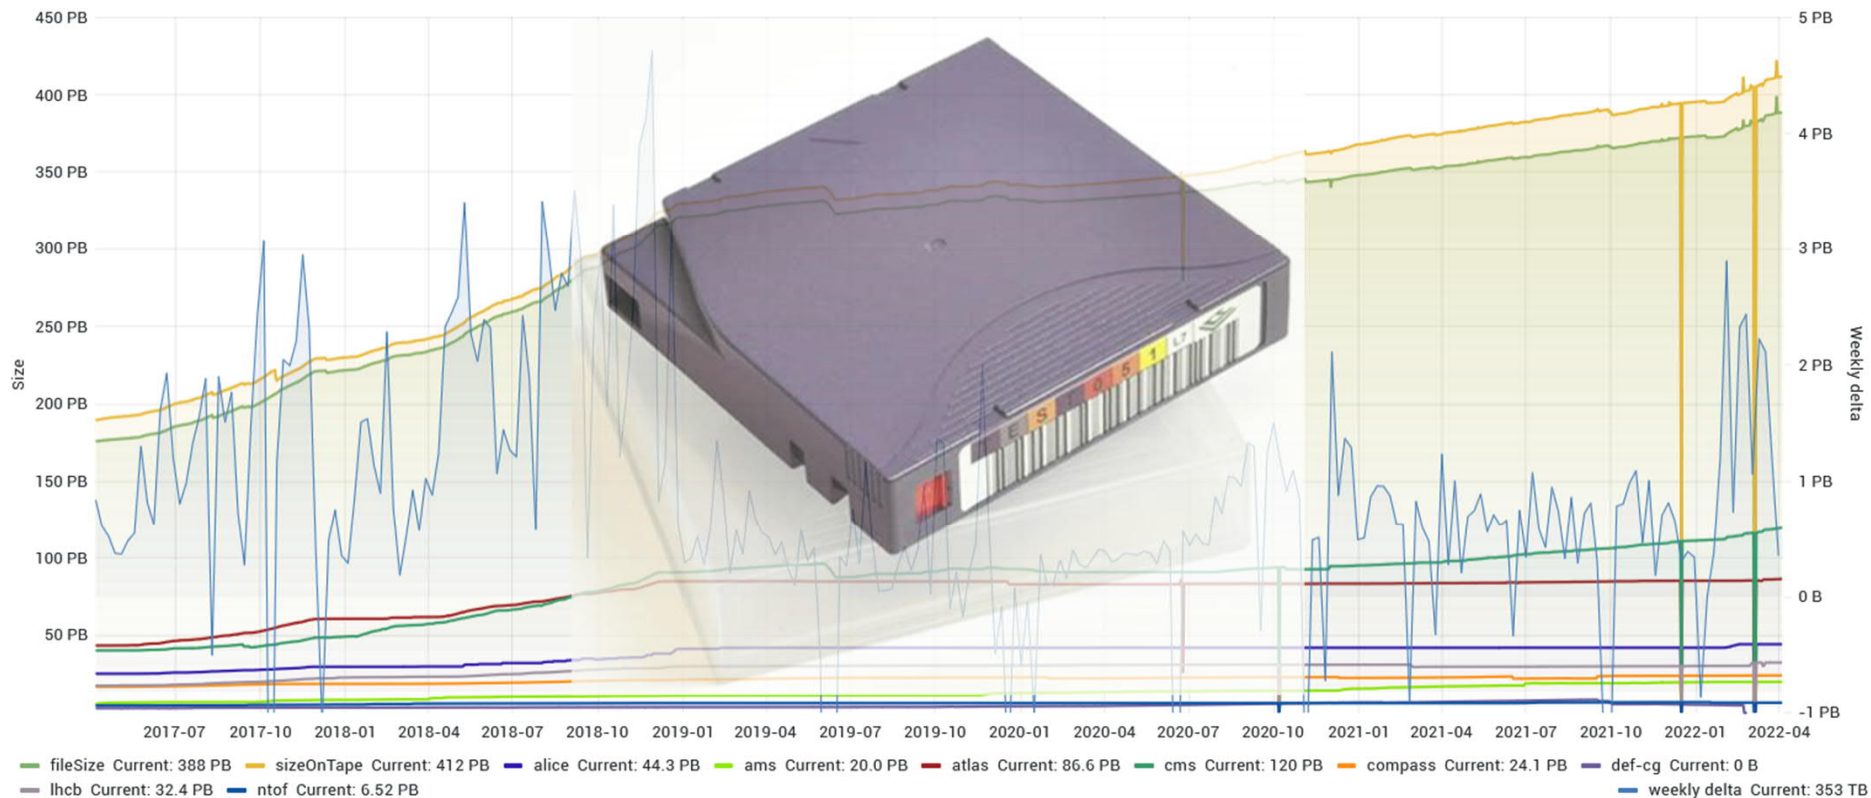 450 PB
400 PB
350 PB
300 PB
250 PB
200 PB
150 PB
100 PB
50 PB
Size
5 PB
4 PB
3 PB
2 PB
1 PB
0 B
-1 PB
Weekly delta
E S T 0 5 1 L7
2017-07 2017-10 2018-01 2018-04 2018-07 2018-10 2019-01 2019-04 2019-07 2019-10 2020-01 2020-04 2020-07 2020-10 2021-01 2021-04 2021-07 2021-10 2022-01 2022-04
fileSize Current: 388 PB sizeOnTape Current: 412 PB alice Current: 44.3 PB ams Current: 20.0 PB atlas Current: 86.6 PB cms Current: 120 PB compass Current: 24.1 PB def-cg Current: 0 B
lhcb Current: 32.4 PB ntof Current: 6.52 PB weekly delta Current: 353 TB